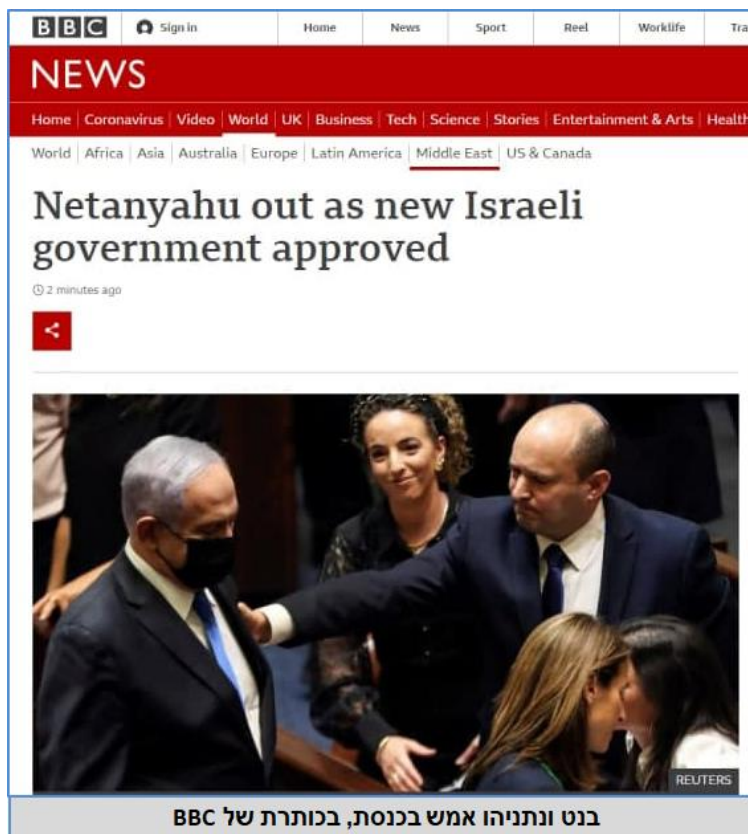 BBC Sign in Home News Sport Reel Worklife Tra
NEWS
Home Coronavirus Video World UK Business Tech Science Stories Entertainment & Arts Health
World Africa Asia Australia Europe Latin America Middle East US & Canada
Netanyahu out as new Israeli
government approved
2 minutes ago
REUTERS
בנט ונתניהו אמש בכנסת, בכותרת של BBC